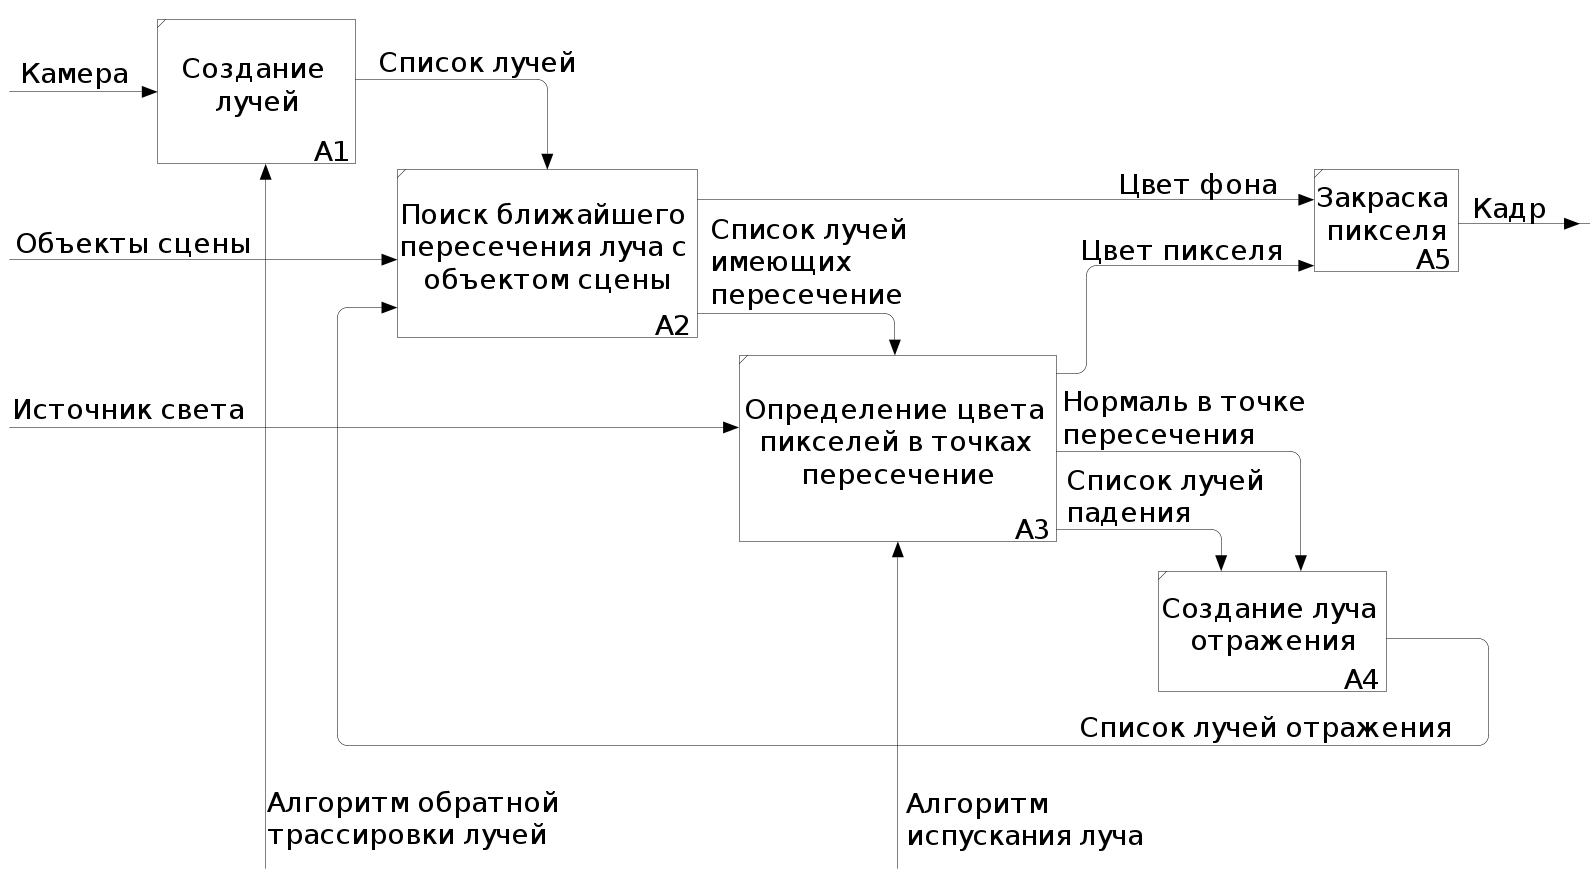 Камера
Создание
лучей
A1
Список лучей
Объекты сцены
Поиск ближайшего
пересечения луча с
объектом сцены
A2
Цвет фона
Список лучей
имеющих
пересечение
Цвет пикселя
Закраска
пикселя
A5
Кадр
Источник света
Определение цвета
пикселей в точках
пересечение
A3
Нормаль в точке
пересечения
Список лучей
падения
Создание луча
отражения
A4
Список лучей отражения
Алгоритм обратной
трассировки лучей
Алгоритм
испускания луча